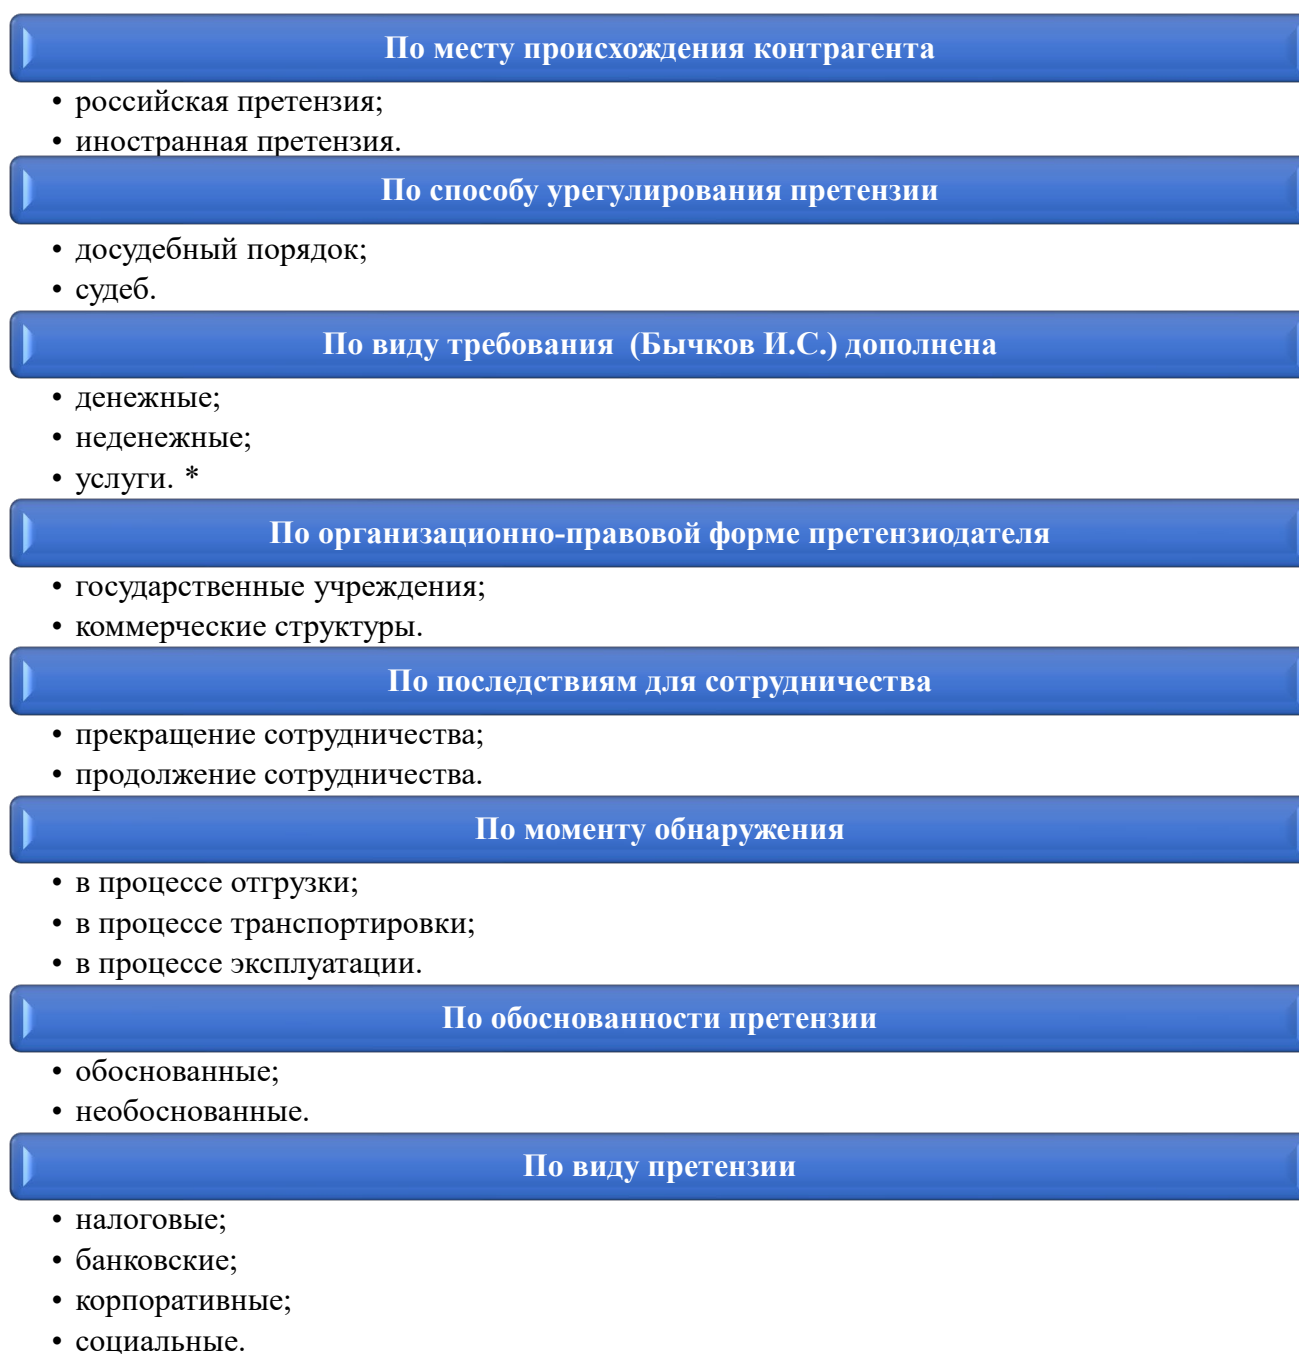 По месту происхождения контрагента
• российская претензия;
• иностранная претензия.
По способу урегулирования претензии
• досудебный порядок;
• судеб.
По виду требования (Бычков И.С.) дополнена
• денежные;
• неденежные;
• услуги. *
По организационно-правовой форме претензиодателя
• государственные учреждения;
• коммерческие структуры.
По последствиям для сотрудничества
• прекращение сотрудничества;
• продолжение сотрудничества.
По моменту обнаружения
• в процессе отгрузки;
• в процессе транспортировки;
• в процессе эксплуатации.
По обоснованности претензии
• обоснованные;
• необоснованные.
По виду претензии
• налоговые;
• банковские;
• корпоративные;
• социальные.